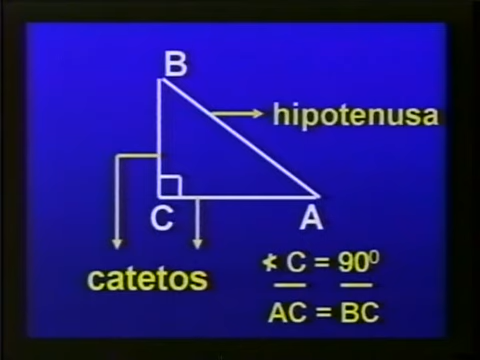 B
hipotenusa
C
A
catetos
∢ C = 90⁰
AC = BC